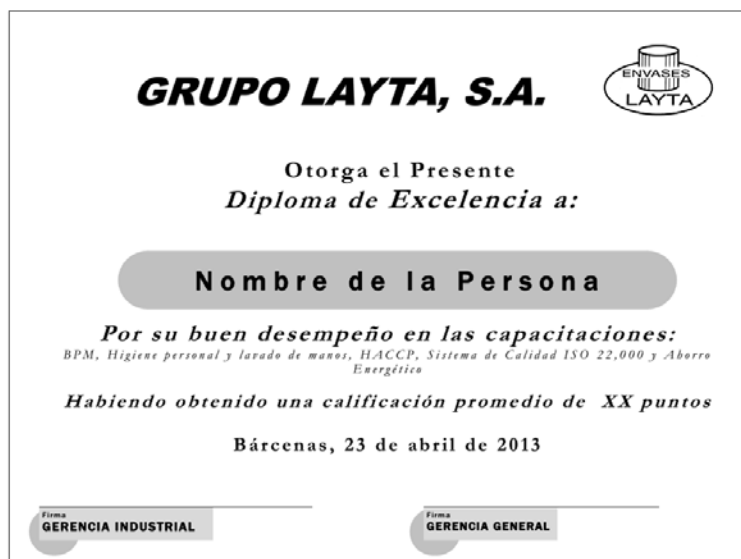 GRUPO LAYTA, S.A.
ENVASES
LAYTA
Otorga el Presente
Diploma de Excelencia a:
Nombre de la Persona
Por su buen desempeño en las capacitaciones:
BPM, Higiene personal y lavado de manos, HACCP, Sistema de Calidad ISO 22,000 y Ahorro
Energético
Habiendo obtenido una calificación promedio de XX puntos
Bárcenas, 23 de abril de 2013
Firma
GERENCIA INDUSTRIAL
Firma
GERENCIA GENERAL